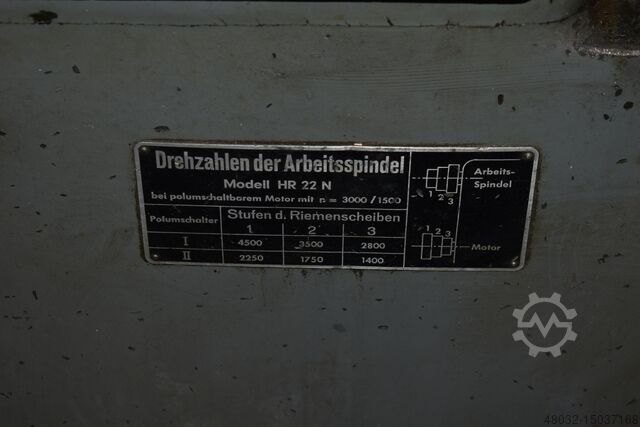 Drehzahlen der Arbeitsspindel
Modell HR 22 N
bei polumschaltbarem Motor mit n = 3000/1500
Polumschalter
Stufen d. Riemenscheiben
1 2 3
I 4500 3500 2800
II 2250 1750 1400
Arbeits-
Spindel
1 2 3
1 2 3
Motor
48032-15037168